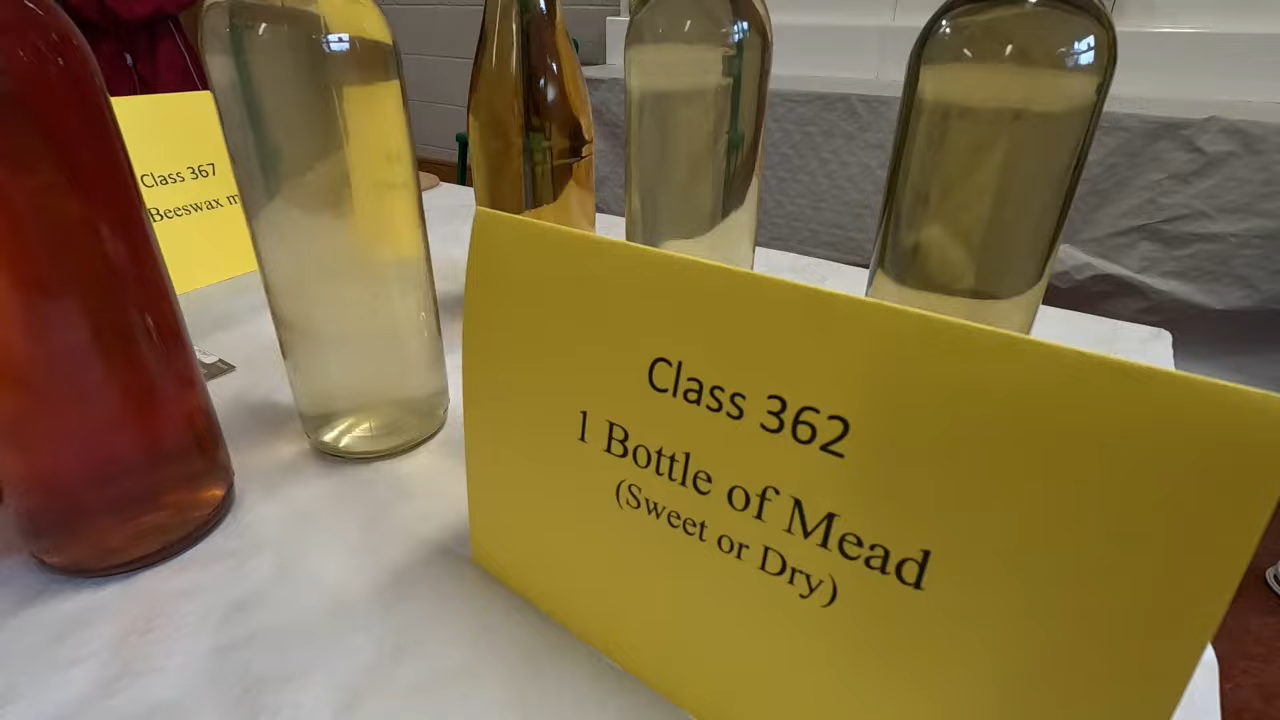 Class 367
Beeswax m
Class 362
1 Bottle of Mead
(Sweet or Dry)